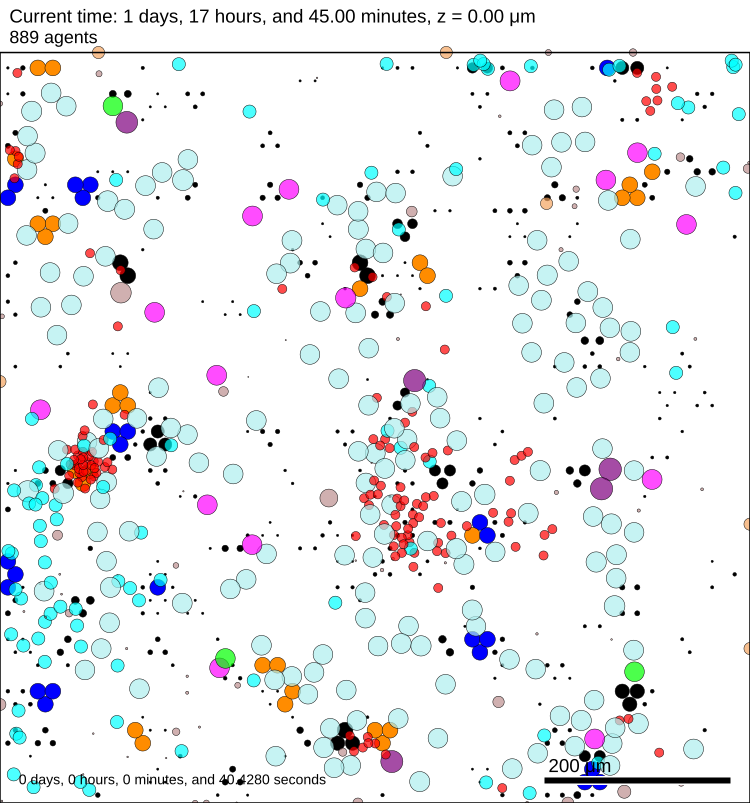 Current time: 1 days, 17 hours, and 45.00 minutes, z = 0.00 μm
889 agents
200 μm
0 days, 0 hours, 0 minutes, and 40.4280 seconds